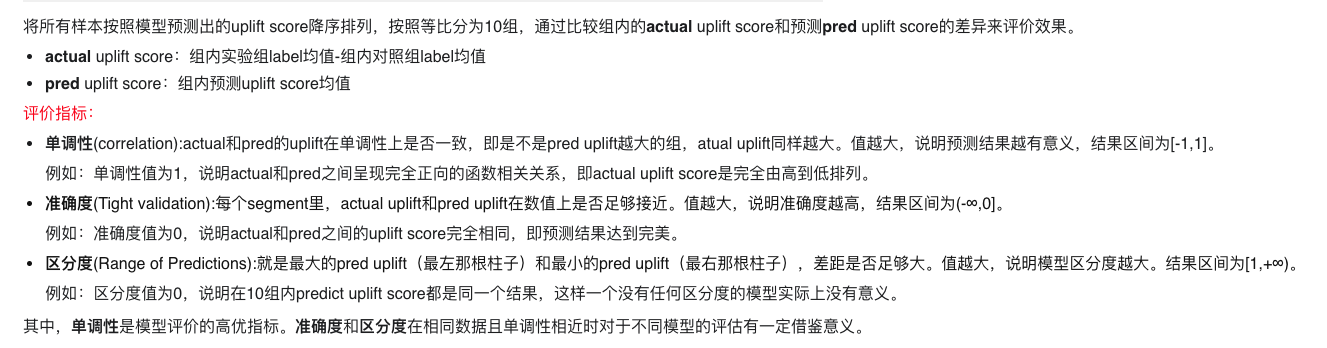 将所有样本按照模型预测出的uplift score降序排列，按照等比分为10组，通过比较组内的actual uplift score和预测pred uplift score的差异来评价效果。
• actual uplift score：组内实验组label均值-组内对照组label均值
• pred uplift score：组内预测uplift score均值
评价指标：
• 单调性(correlation):actual和pred的uplift在单调性上是否一致，即是不是pred uplift越大的组，atual uplift同样越大。值越大，说明预测结果越有意义，结果区间为[-1,1]。
例如：单调性值为1，说明actual和pred之间呈现完全正向的函数相关关系，即actual uplift score是完全由高到低排列。
• 准确度(Tight validation):每个segment里，actual uplift和pred uplift在数值上是否足够接近。值越大，说明准确度越高，结果区间为(-∞,0]。
例如：准确度值为0，说明actual和pred之间的uplift score完全相同，即预测结果达到完美。
• 区分度(Range of Predictions):就是最大的pred uplift（最左那根柱子）和最小的pred uplift（最右那根柱子），差距是否足够大。值越大，说明模型区分度越大。结果区间为[1,+∞)。
例如：区分度值为0，说明在10组内predict uplift score都是同一个结果，这样一个没有任何区分度的模型实际上没有意义。
其中，单调性是模型评价的高优指标。准确度和区分度在相同数据且单调性相近时对于不同模型的评估有一定借鉴意义。